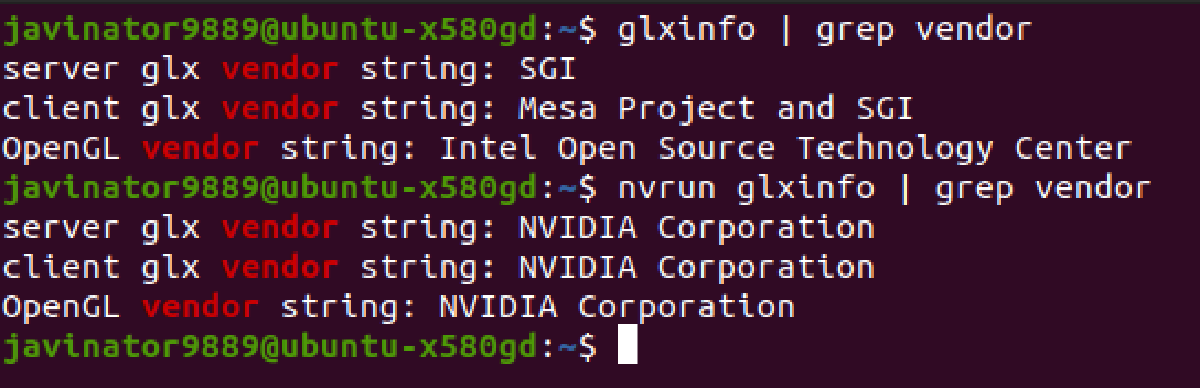 javinator9889@ubuntu-x580gd:~$ glxinfo | grep vendor
server glx vendor string: SGI
client glx vendor string: Mesa Project and SGI
OpenGL vendor string: Intel Open Source Technology Center
javinator9889@ubuntu-x580gd:~$ nvrun glxinfo | grep vendor
server glx vendor string: NVIDIA Corporation
client glx vendor string: NVIDIA Corporation
OpenGL vendor string: NVIDIA Corporation
javinator9889@ubuntu-x580gd:~$